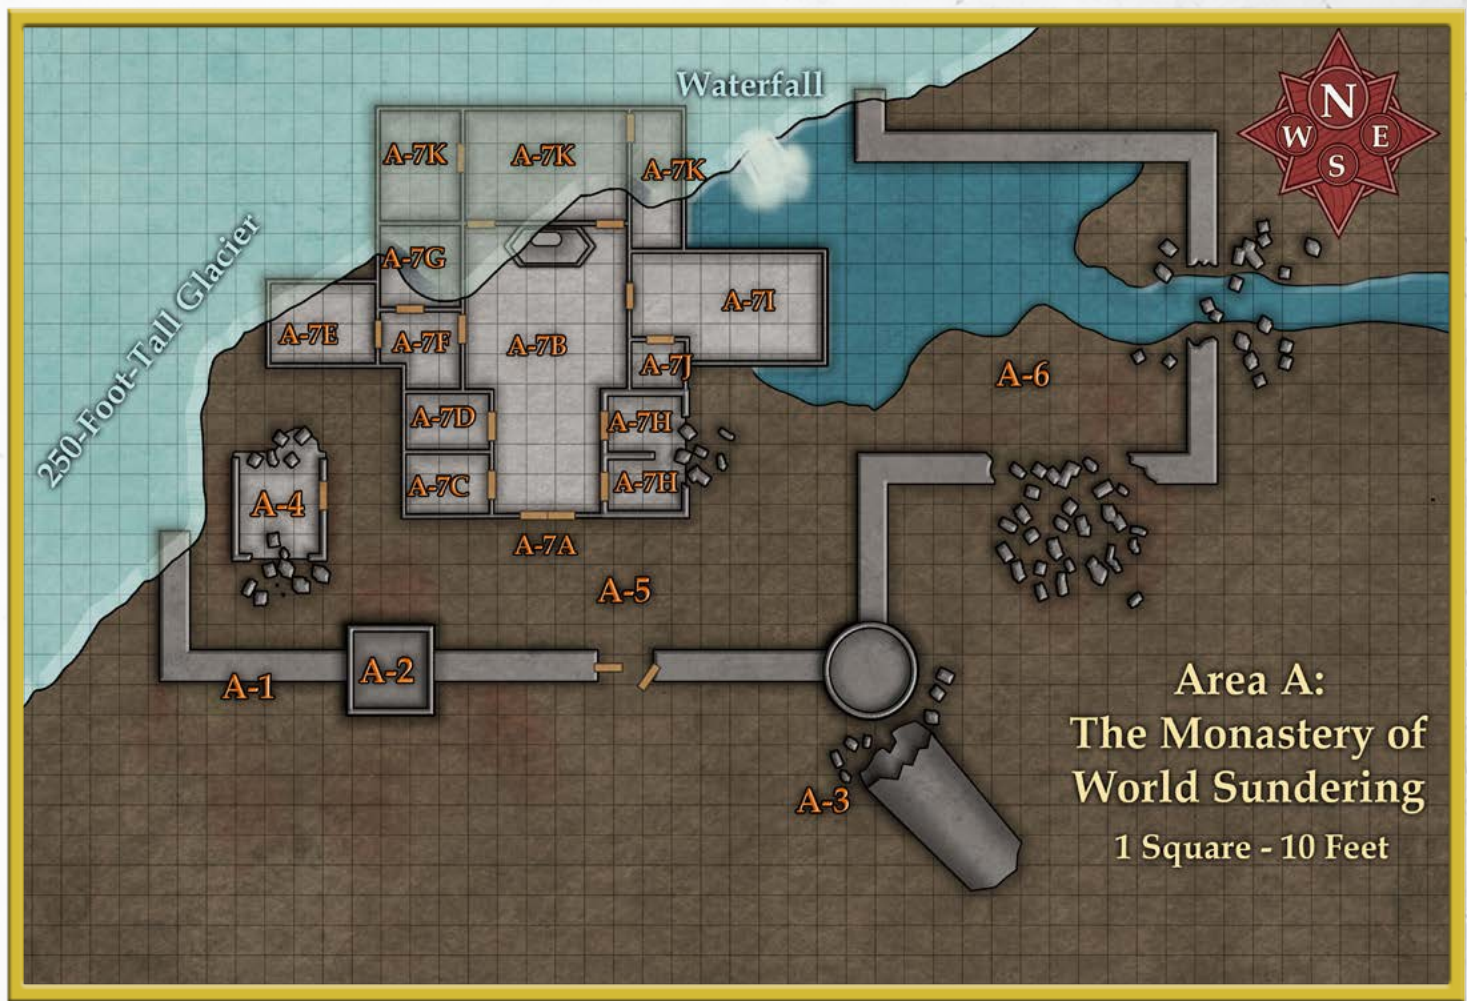 Waterfall
N
W
E
S
250-Foot-Tall Glacier
A-7K
A-7K
A-7K
A-7G
A-7E
A-7F
A-7B
A-7I
A-7J
A-6
A-7D
A-7H
A-7C
A-7H
A-4
A-7A
A-5
A-1
A-2
A-3
Area A:
The Monastery of
World Sundering
1 Square - 10 Feet